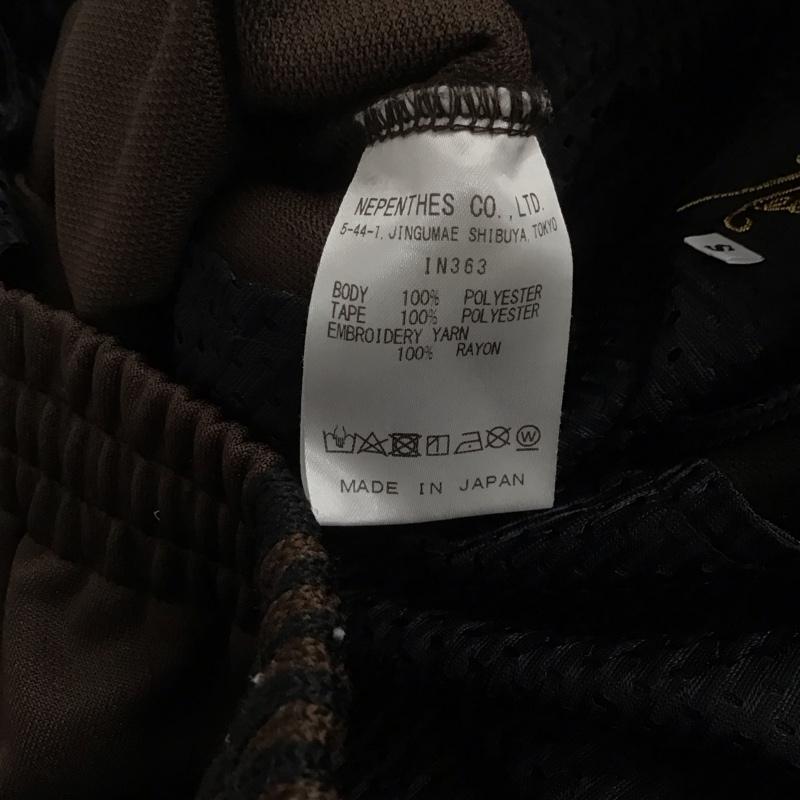 NEPENTHES CO.,LTD.
5-44-1, JINGUMAE SHIBUYA, TOKYO
IN363
BODY 100% POLYESTER
TAPE 100% POLYESTER
EMBROIDERY YARN
100% RAYON
W
MADE IN JAPAN
S